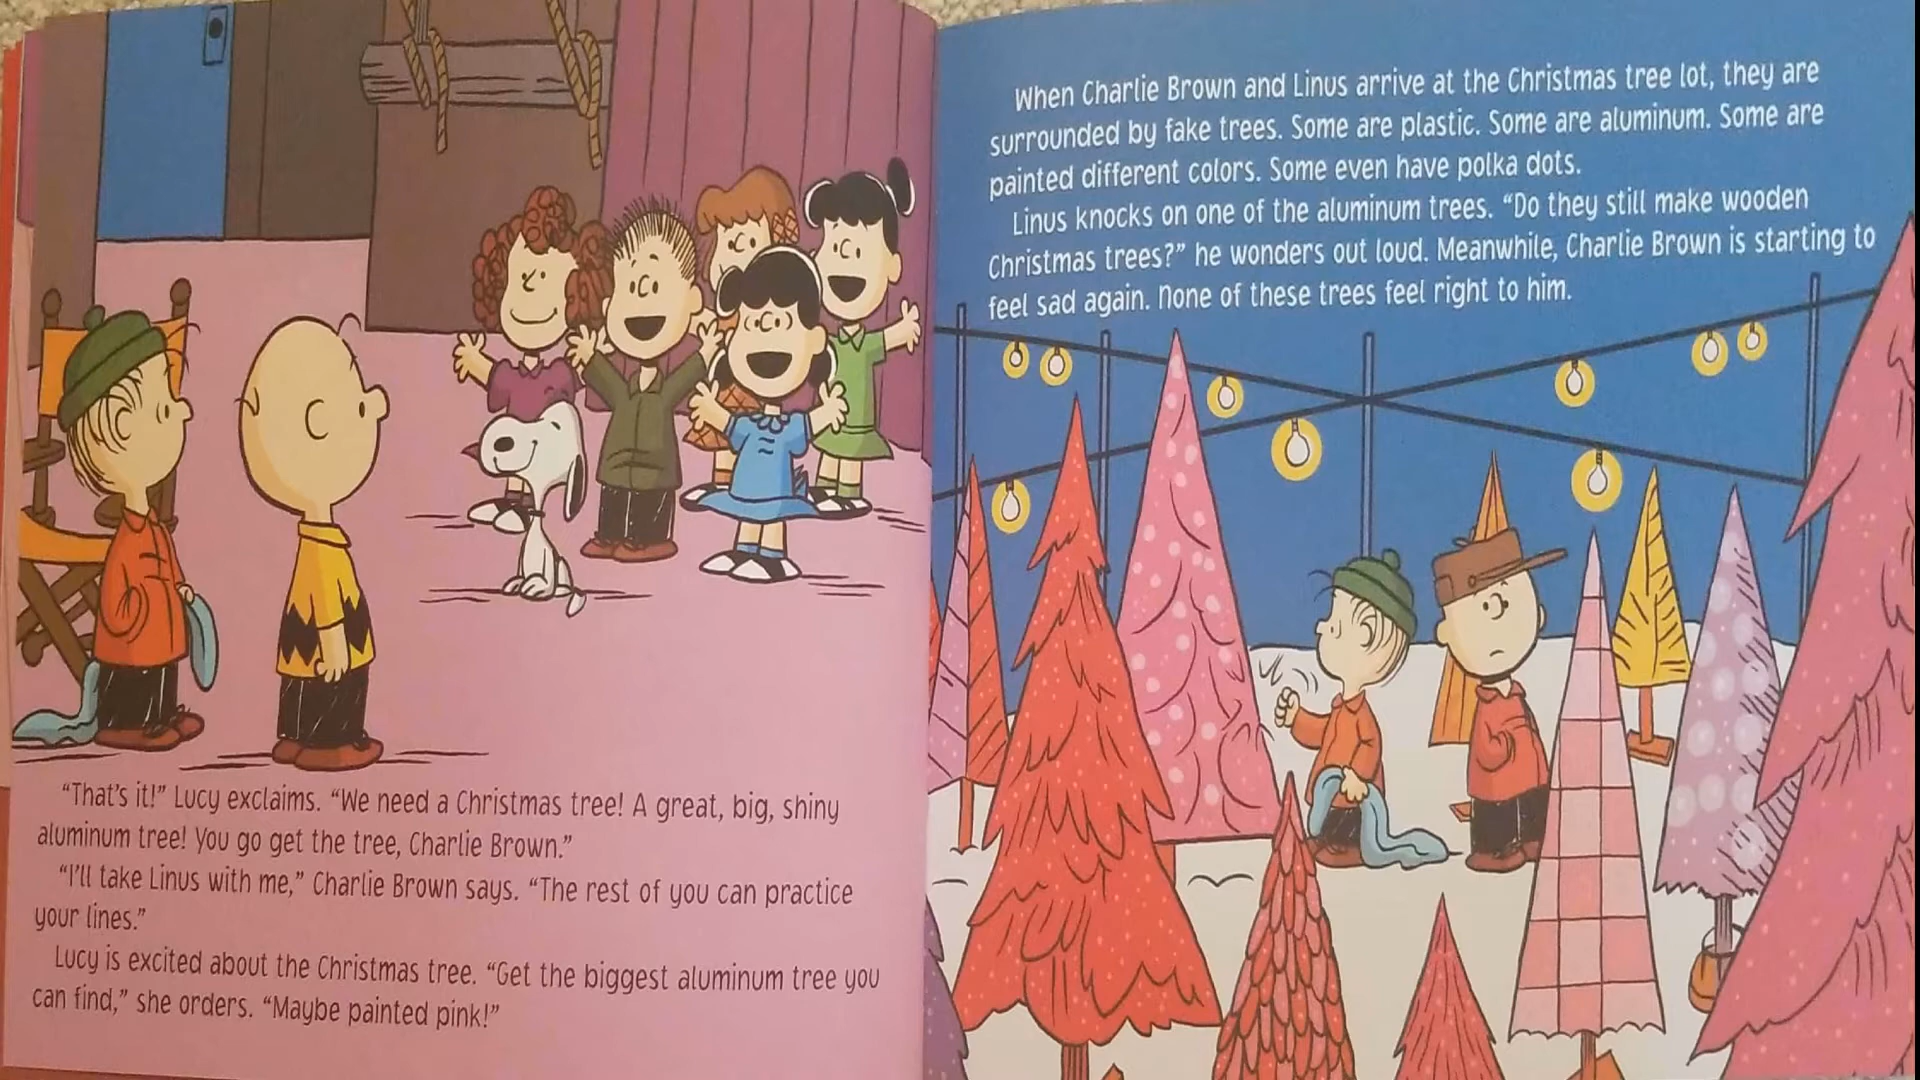 “That’s it!” Lucy exclaims. “We need a Christmas tree! A great, big, shiny
aluminum tree! You go get the tree, Charlie Brown.”
“I’ll take Linus with me,” Charlie Brown says. “The rest of you can practice
your lines.”
Lucy is excited about the Christmas tree. “Get the biggest aluminum tree you
can find,” she orders. “Maybe painted pink!”
When Charlie Brown and Linus arrive at the Christmas tree lot, they are
surrounded by fake trees. Some are plastic. Some are aluminum. Some are
painted different colors. Some even have polka dots.
Linus knocks on one of the aluminum trees. “Do they still make wooden
Christmas trees?” he wonders out loud. Meanwhile, Charlie Brown is starting to
feel sad again. None of these trees feel right to him.